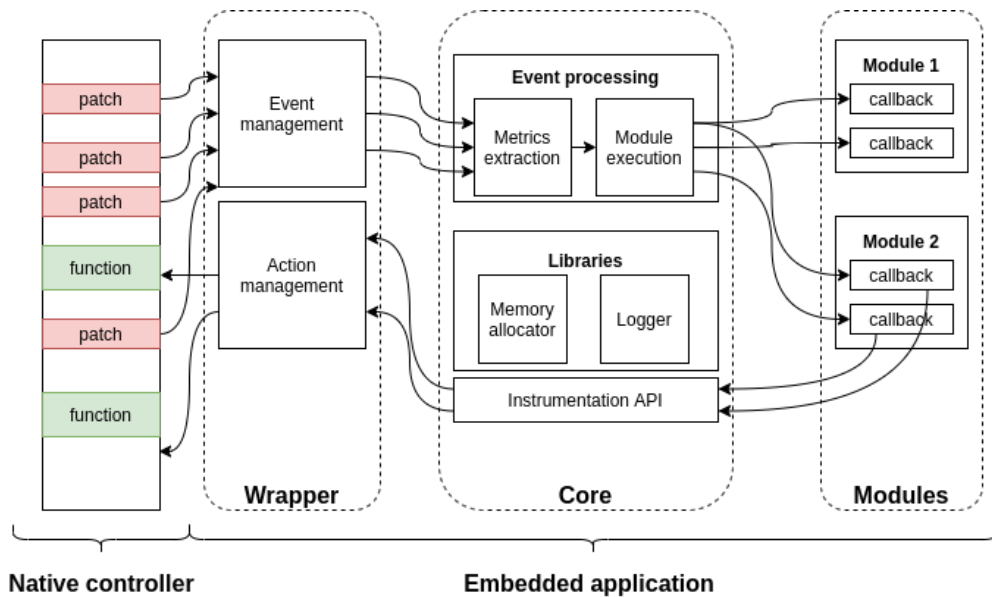 patch
patch
patch
function
patch
function
Native controller
Event
management
Action
management
Wrapper
Event processing
Metrics
extraction
Module
execution
Libraries
Memory
allocator
Logger
Instrumentation API
Core
Module 1
callback
callback
Module 2
callback
callback
Modules
Embedded application